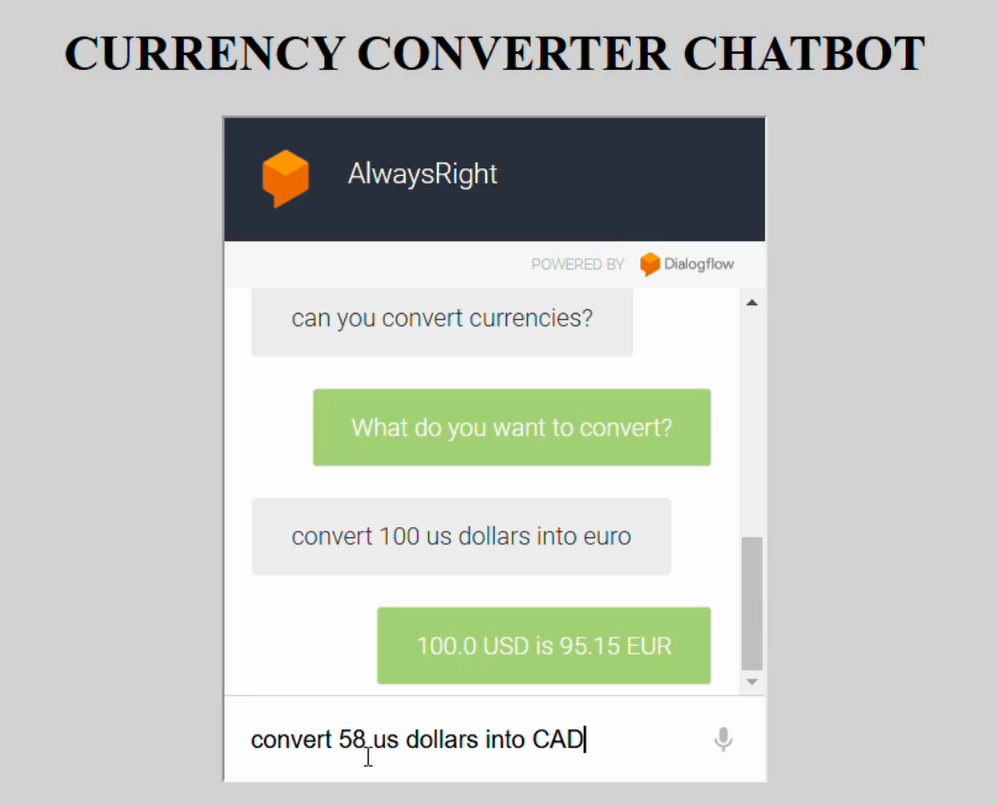 CURRENCY CONVERTER CHATBOT
AlwaysRight
POWERED BY Dialogflow
can you convert currencies?
What do you want to convert?
convert 100 us dollars into euro
100.0 USD is 95.15 EUR
convert 58 us dollars into CAD